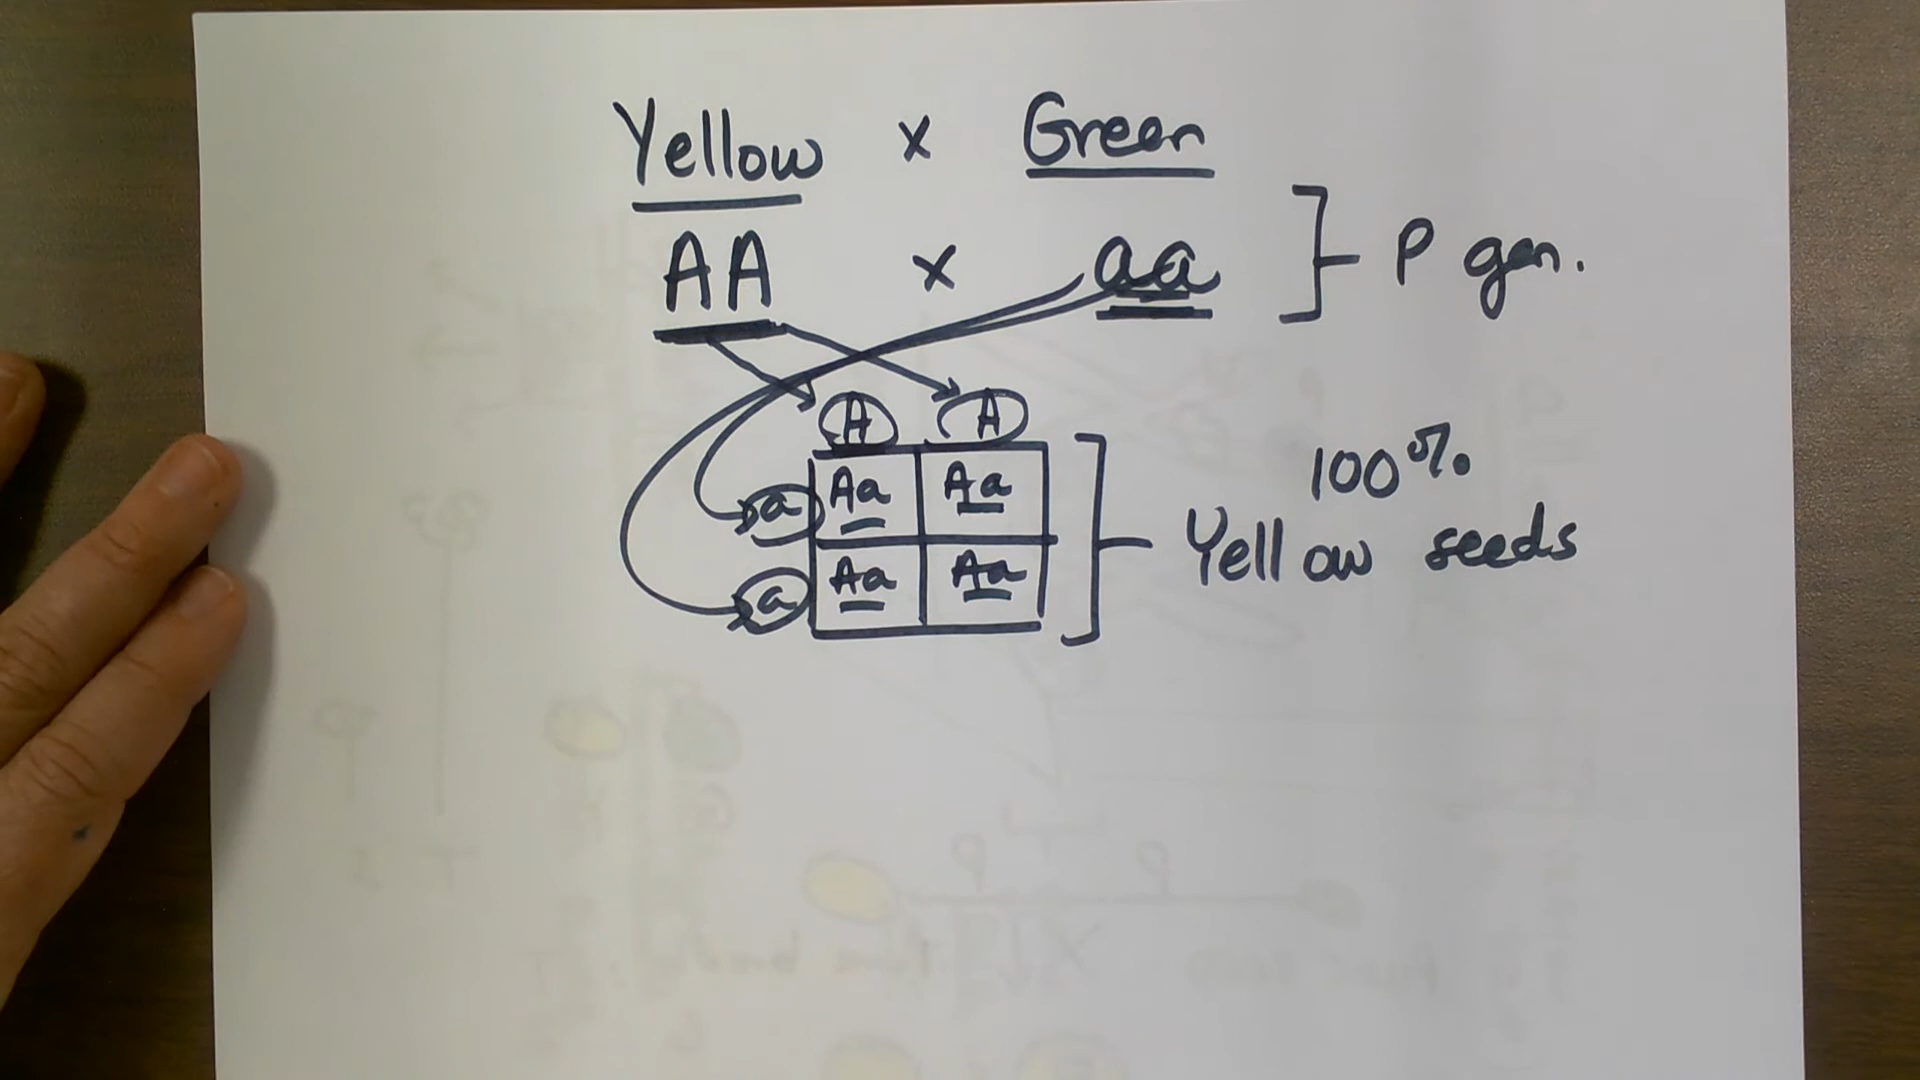 Yellow x Green
AA x aa P gen.
A A
a Aa Aa
a Aa Aa
100%
Yellow seeds